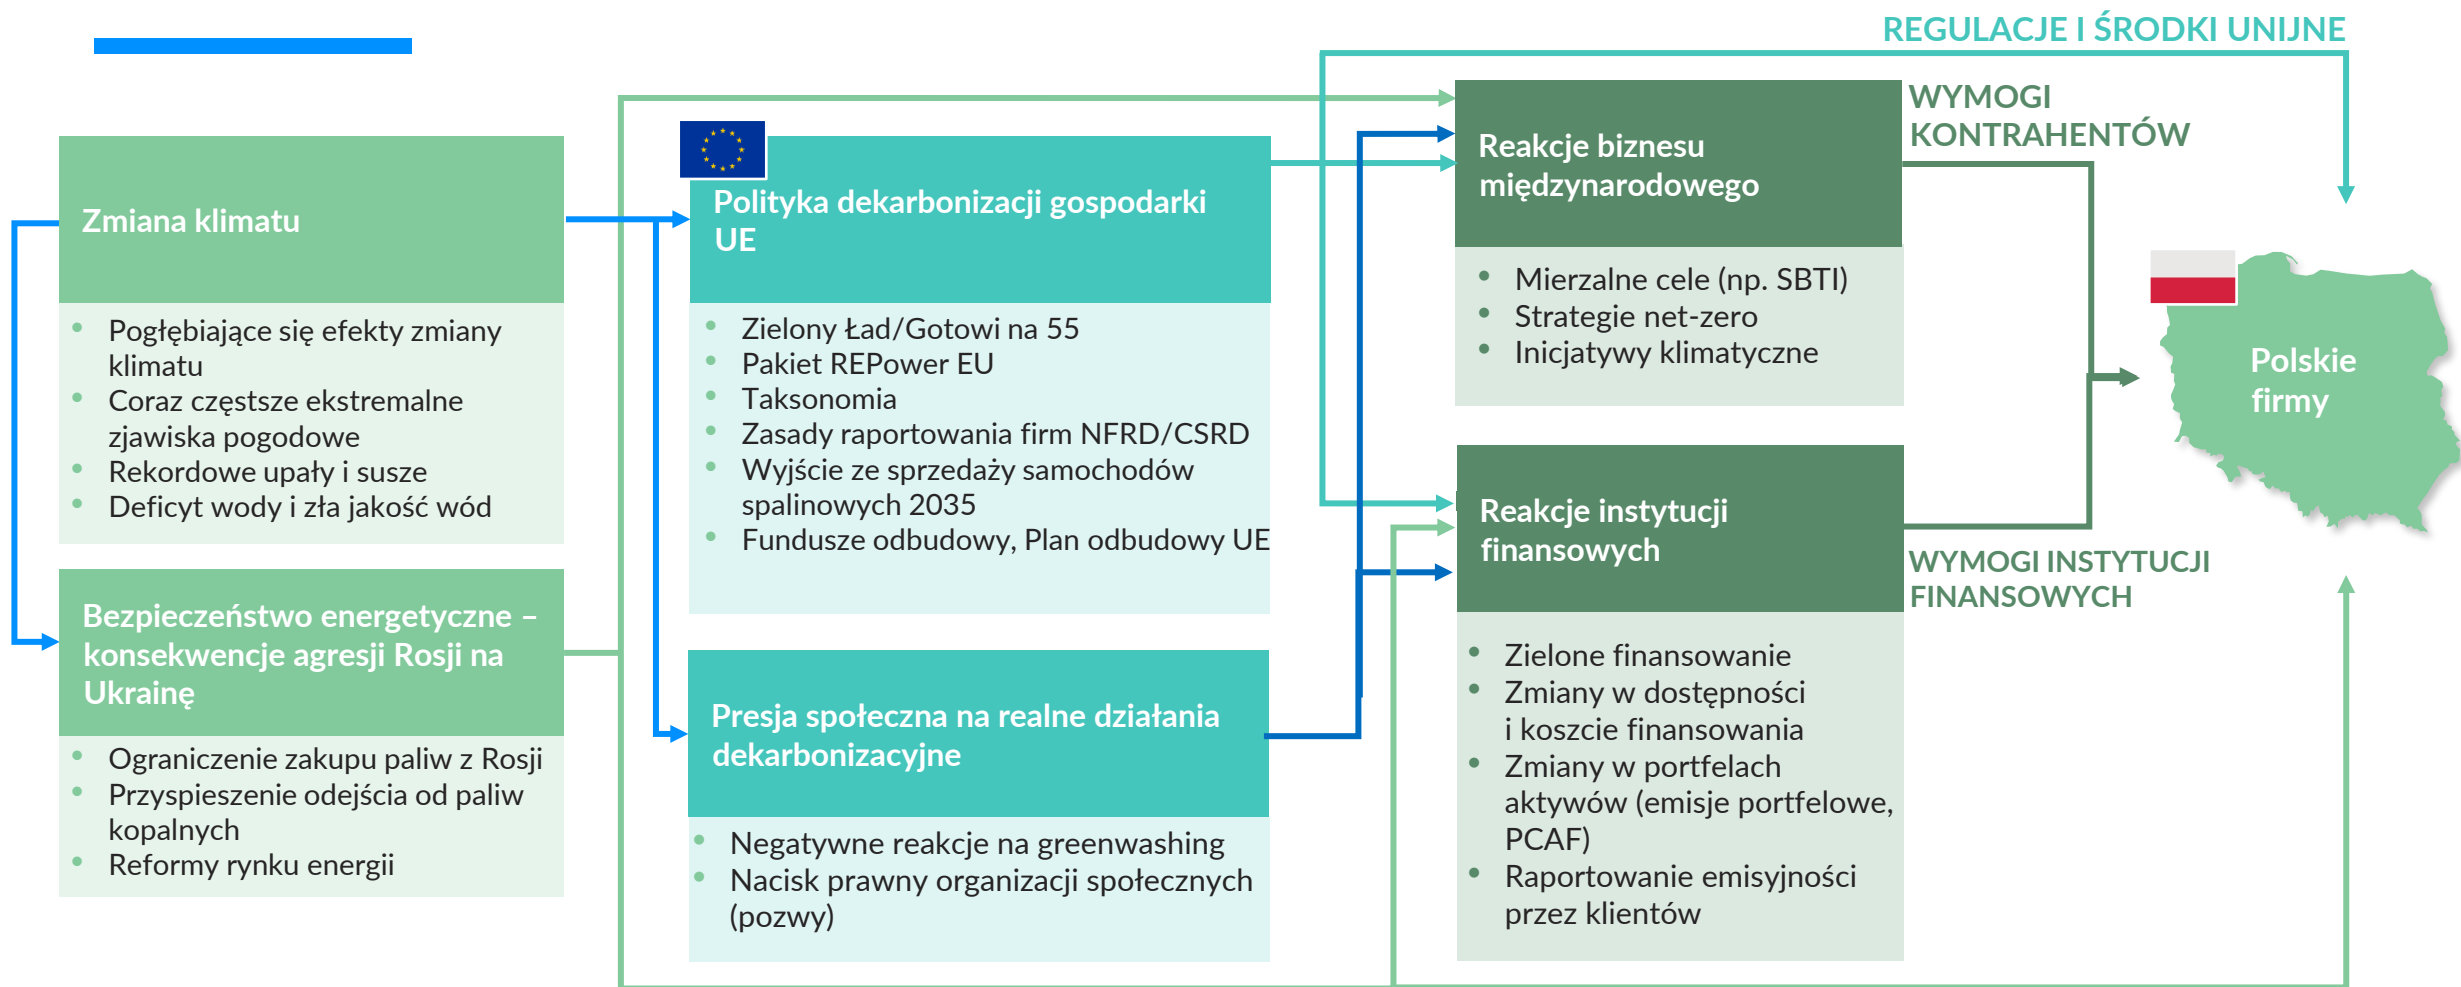 REGULACJE I ŚRODKI UNIJNE
Zmiana klimatu
Pogłębiające się efekty zmiany
klimatu
Coraz częstsze ekstremalne
zjawiska pogodowe
Rekordowe upały i susze
Deficyt wody i zła jakość wód
Bezpieczeństwo energetyczne –
konsekwencje agresji Rosji na
Ukrainę
Ograniczenie zakupu paliw z Rosji
Przyspieszenie odejścia od paliw
kopalnych
Reformy rynku energii
Polityka dekarbonizacji gospodarki
UE
Zielony Ład/Gotowi na 55
Pakiet REPower EU
Taksonomia
Zasady raportowania firm NFRD/CSRD
Wyjście ze sprzedaży samochodów
spalinowych 2035
Fundusze odbudowy, Plan odbudowy UE
Presja społeczna na realne działania
dekarbonizacyjne
Negatywne reakcje na greenwashing
Nacisk prawny organizacji społecznych
(pozwy)
Reakcje biznesu
międzynarodowego
Mierzalne cele (np. SBTI)
Strategie net-zero
Inicjatywy klimatyczne
Reakcje instytucji
finansowych
Zielone finansowanie
Zmiany w dostępności
i koszcie finansowania
Zmiany w portfelach
aktywów (emisje portfelowe,
PCAF)
Raportowanie emisyjności
przez klientów
WYMOGI
KONTRAHENTÓW
WYMOGI INSTYTUCJI
FINANSOWYCH
Polskie
firmy